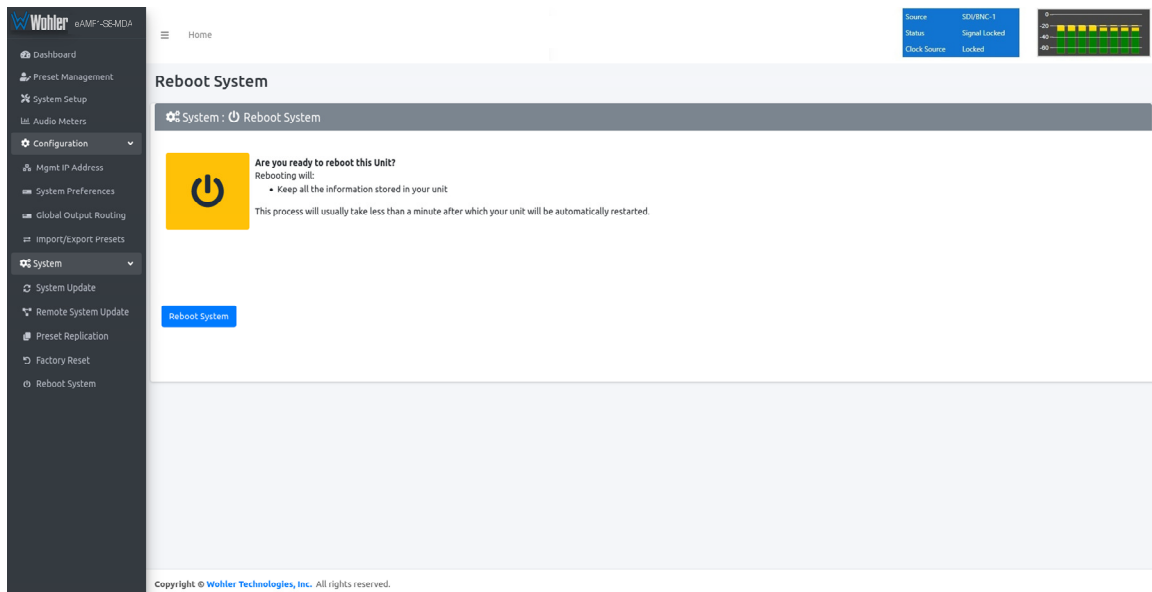 Wohler eAMP1-S8-MDA
Dashboard
Preset Management
System Setup
Audio Meters
Configuration
Mgmt IP Address
System Preferences
Global Output Routing
Import/Export Presets
System
System Update
Remote System Update
Preset Replication
Factory Reset
Reboot System
Home
Source SDI/BNC-1
Status Signal Locked
Clock Source Locked
0
-20
-40
-60
Reboot System
System : Reboot System
Are you ready to reboot this Unit?
Rebooting will:
• Keep all the information stored in your unit
This process will usually take less than a minute after which your unit will be automatically restarted.
Reboot System
Copyright © Wohler Technologies, Inc. All rights reserved.